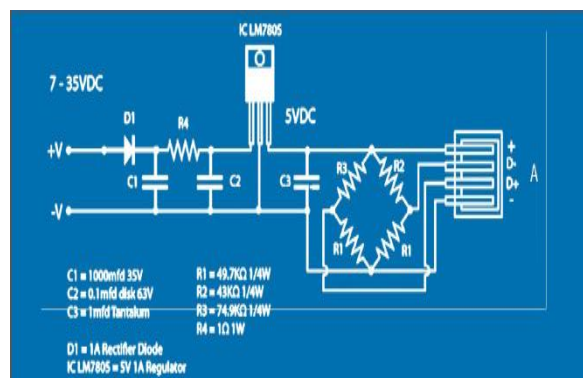 IC LM7805
7 - 35VDC
D1
R4
5VDC
+V
C1
C2
C3
R3
R2
+
D-
D+
-
A
-V
R1
R1
C1 = 1000mfd 35V
C2 = 0.1mfd disk 63V
C3 = 1mfd Tantalum
R1 = 49.7KΩ 1/4W
R2 = 43KΩ 1/4W
R3 = 74.9KΩ 1/4W
R4 = 1Ω 1W
D1 = 1A Rectifier Diode
IC LM7805 = 5V 1A Regulator